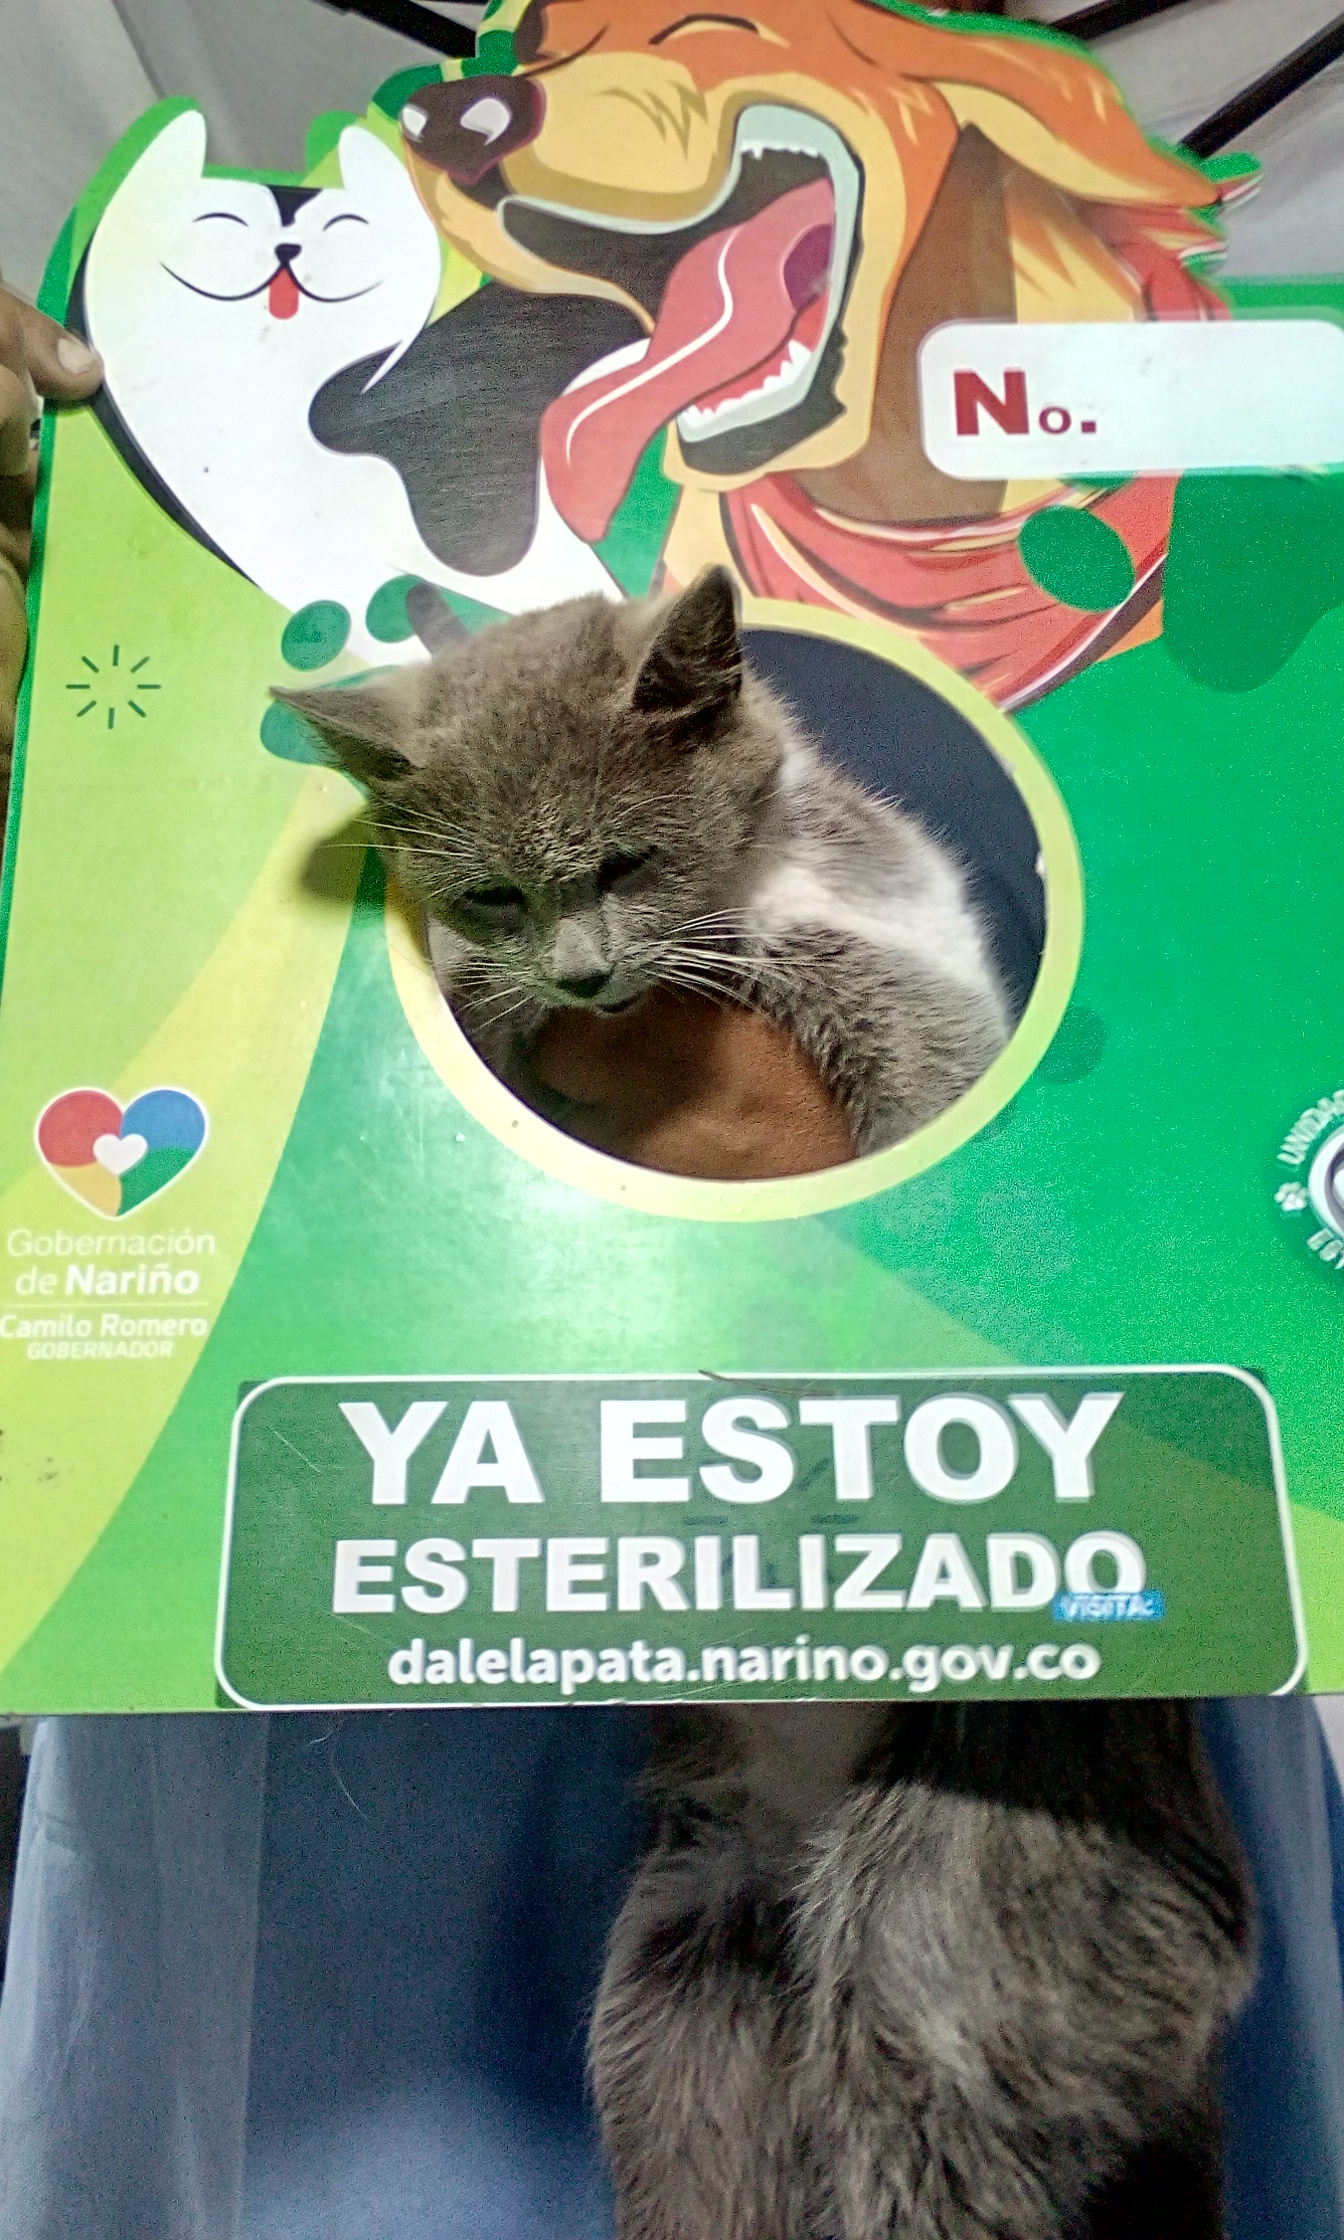 No.
Gobernación
de Nariño
Camilo Romero
GOBERNADOR
YA ESTOY
ESTERILIZADO
VISITA:
dalelapata.narino.gov.co